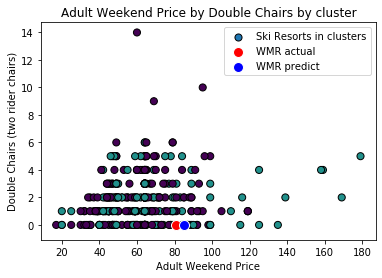 Adult Weekend Price by Double Chairs by cluster
Ski Resorts in clusters
WMR actual
WMR predict
Double Chairs (two rider chairs)
14
12
10
8
6
4
2
0
20 40 60 80 100 120 140 160 180
Adult Weekend Price